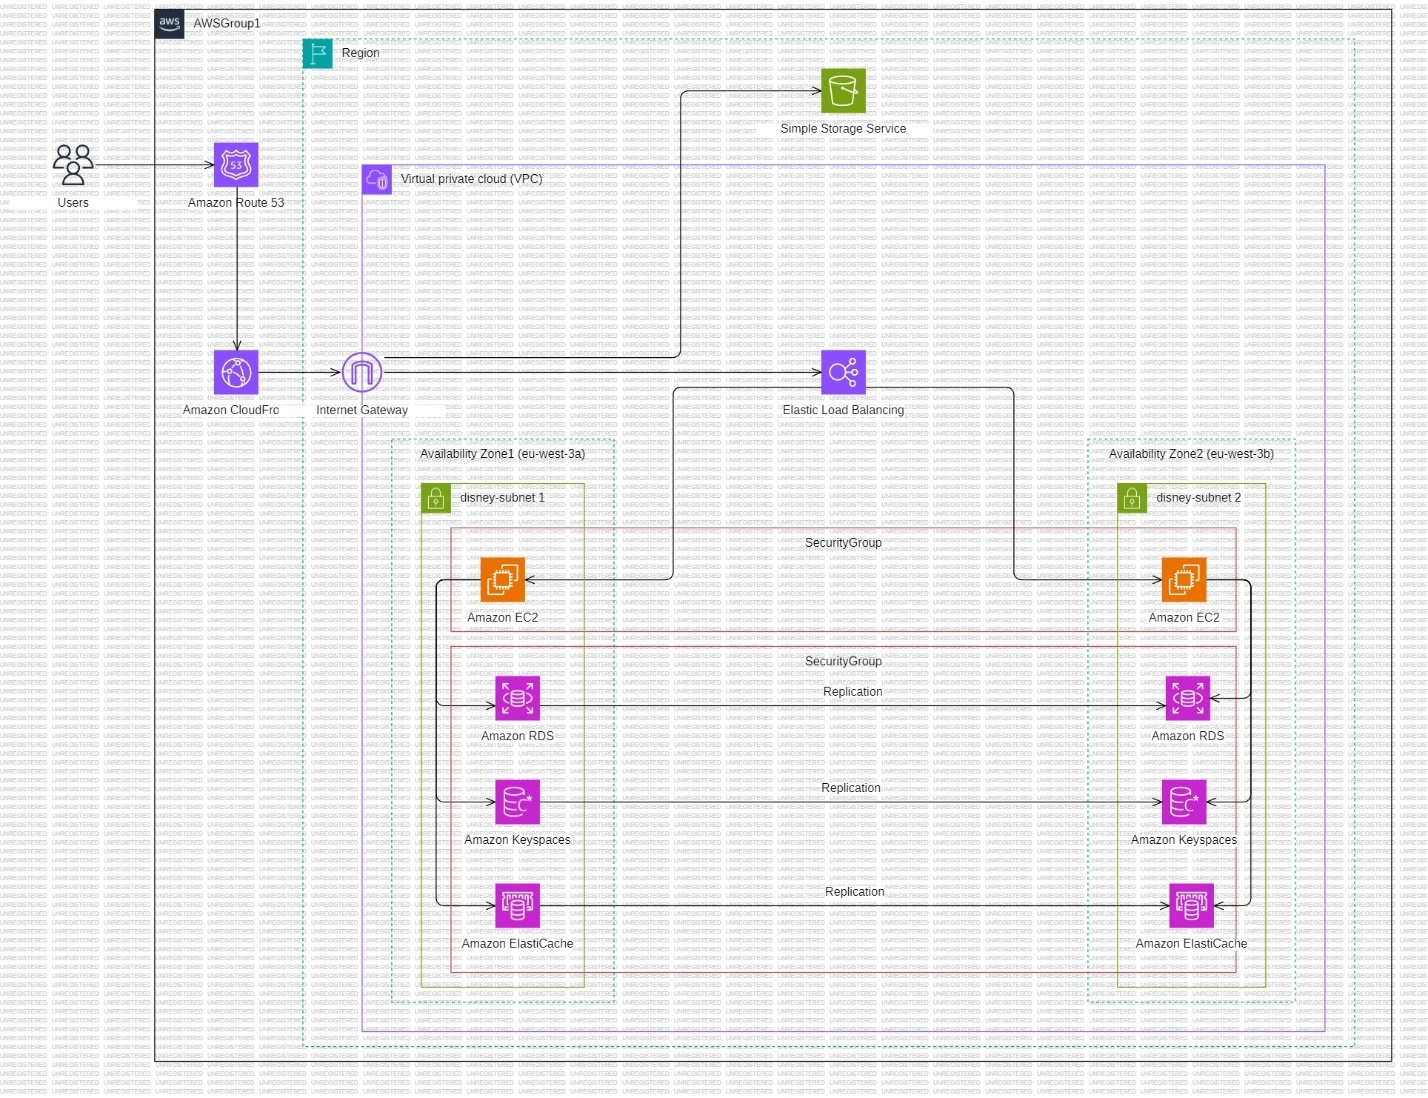 aws
AWSGroup1
Region
Simple Storage Service
53
Users
Amazon Route 53
Virtual private cloud (VPC)
Amazon CloudFro
Internet Gateway
Elastic Load Balancing
Availability Zone1 (eu-west-3a)
Availability Zone2 (eu-west-3b)
disney-subnet 1
disney-subnet 2
SecurityGroup
Amazon EC2
Amazon EC2
SecurityGroup
Replication
Amazon RDS
Amazon RDS
Replication
C*
C*
Amazon Keyspaces
Amazon Keyspaces
Replication
Amazon ElastiCache
Amazon ElastiCache
UNREGISTERED